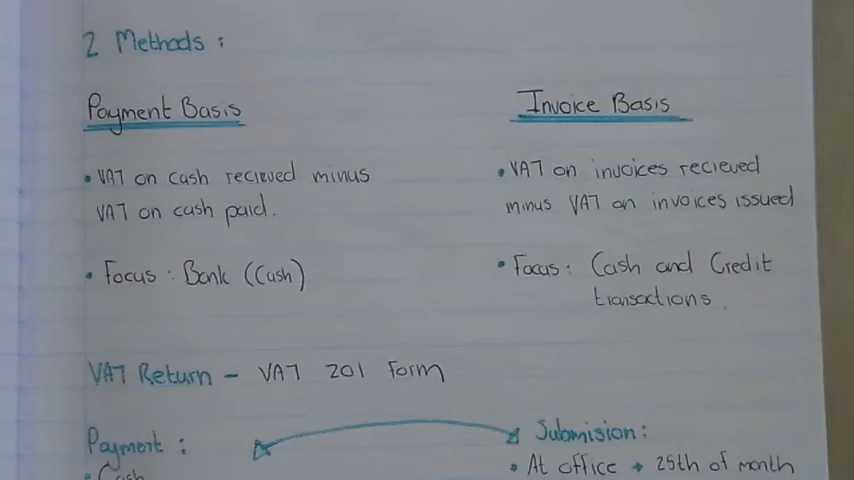 2 Methods :
Payment Basis
• VAT on cash recieved minus
VAT on cash paid.
• Focus : Bank (Cash)
Invoice Basis
• VAT on invoices recieved
minus VAT on invoices issued
• Focus : Cash and Credit
transactions.
VAT Return - VAT 201 Form
Payment :
• Cash
Submision :
• At office → 25th of month